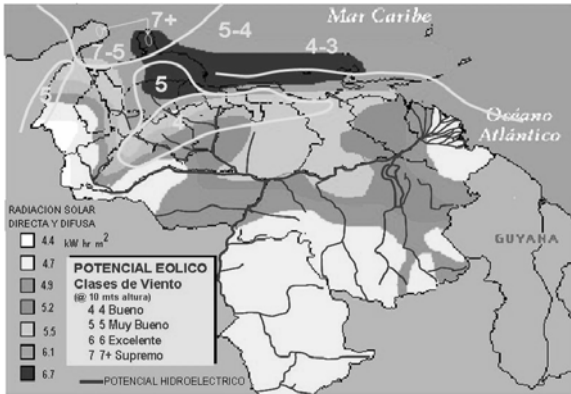 Mar Caribe
7+
5-4
7-5
4-3
5
5
Océano
Atlántico
GUYANA
RADIACION SOLAR
DIRECTA Y DIFUSA
kW hr m2
4.4
4.7
4.9
5.2
5.5
6.1
6.7
POTENCIAL EOLICO
Clases de Viento
(@ 10 mts altura)
4 4 Bueno
5 5 Muy Bueno
6 6 Excelente
7 7+ Supremo
POTENCIAL HIDROELECTRICO